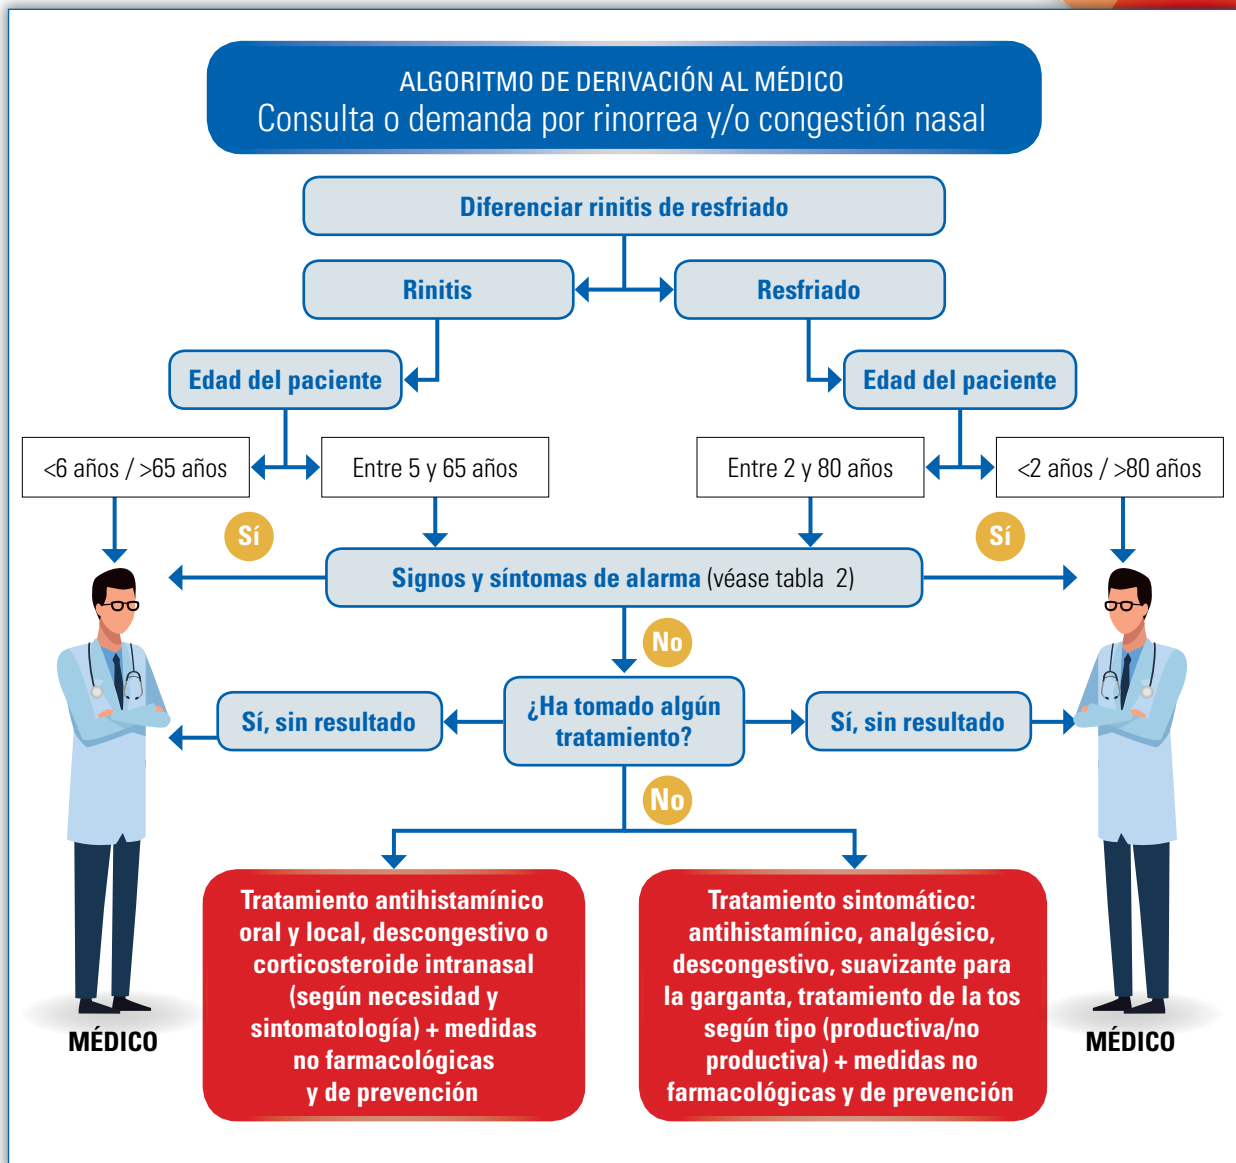 ALGORITMO DE DERIVACIÓN AL MÉDICO
Consulta o demanda por rinorrea y/o congestión nasal
Diferenciar rinitis de resfriado
Rinitis
Resfriado
Edad del paciente
Edad del paciente
<6 años / >65 años
Entre 5 y 65 años
Entre 2 y 80 años
<2 años / >80 años
Sí
Sí
Signos y síntomas de alarma (véase tabla 2)
No
Sí, sin resultado
¿Ha tomado algún
tratamiento?
Sí, sin resultado
No
Tratamiento antihistamínico
oral y local, descongestivo o
corticosteroide intranasal
(según necesidad y
sintomatología) + medidas
no farmacológicas
y de prevención
Tratamiento sintomático:
antihistamínico, analgésico,
descongestivo, suavizante para
la garganta, tratamiento de la tos
según tipo (productiva/no
productiva) + medidas no
farmacológicas y de prevención
MÉDICO
MÉDICO